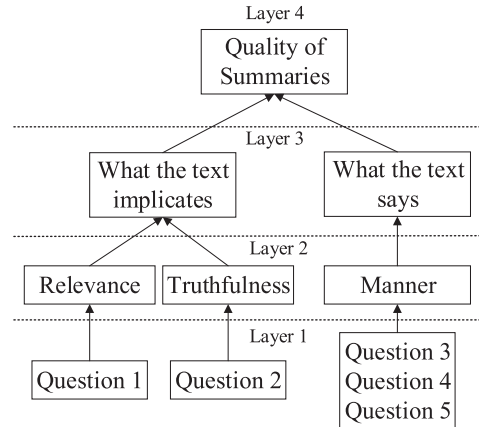 Layer 4
Quality of
Summaries
Layer 3
What the text
implicates
What the text
says
Layer 2
Relevance
Truthfulness
Manner
Layer 1
Question 1
Question 2
Question 3
Question 4
Question 5